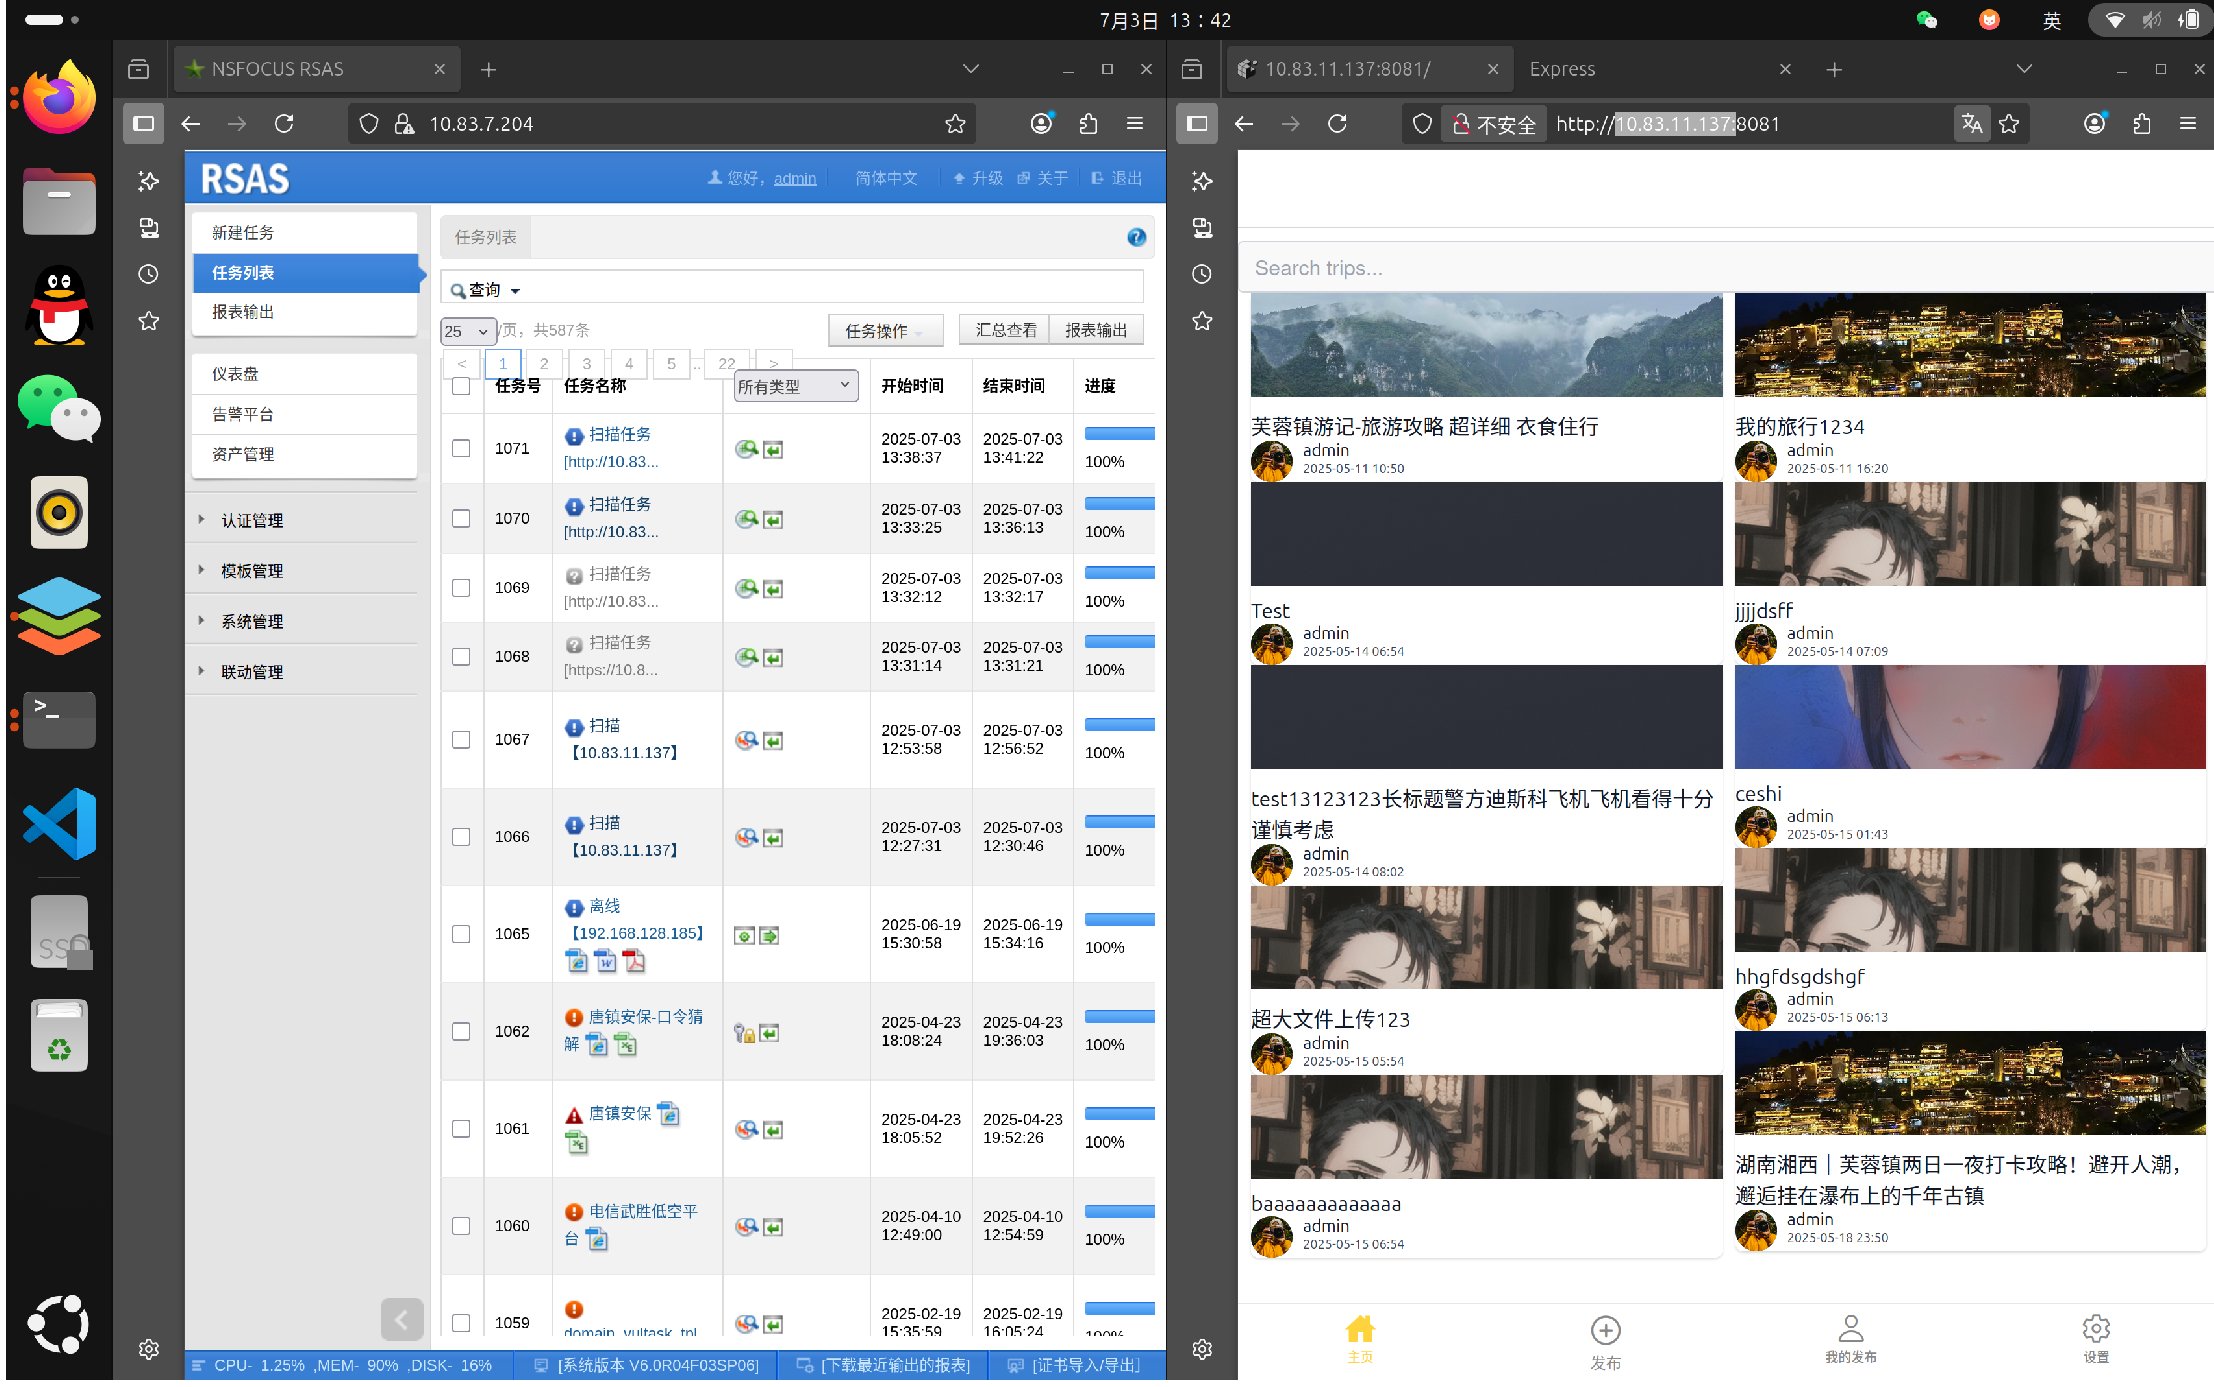 7月3日 13：42
英
NSFOCUS RSAS
10.83.7.204
RSAS
您好，admin
简体中文
升级
关于
退出
新建任务
任务列表
报表输出
仪表盘
告警平台
资产管理
认证管理
模板管理
系统管理
联动管理
任务列表
查询
25 /页，共587条
任务操作
汇总查看
报表输出
< 1 2 3 4 5 .. 22 >
任务号 任务名称 所有类型 开始时间 结束时间 进度
1071 扫描任务 [http://10.83... 2025-07-03 13:38:37 2025-07-03 13:41:22 100%
1070 扫描任务 [http://10.83... 2025-07-03 13:33:25 2025-07-03 13:36:13 100%
1069 扫描任务 [http://10.83... 2025-07-03 13:32:12 2025-07-03 13:32:17 100%
1068 扫描任务 [https://10.8... 2025-07-03 13:31:14 2025-07-03 13:31:21 100%
1067 扫描【10.83.11.137】 2025-07-03 12:53:58 2025-07-03 12:56:52 100%
1066 扫描【10.83.11.137】 2025-07-03 12:27:31 2025-07-03 12:30:46 100%
1065 离线【192.168.128.185】 2025-06-19 15:30:58 2025-06-19 15:34:16 100%
1062 唐镇安保-口令猜解 2025-04-23 18:08:24 2025-04-23 19:36:03 100%
1061 唐镇安保 2025-04-23 18:05:52 2025-04-23 19:52:26 100%
1060 电信武胜低空平台 2025-04-10 12:49:00 2025-04-10 12:54:59 100%
1059 domain_vultask_tpl 2025-02-19 15:35:59 2025-02-19 16:05:24 100%
CPU- 1.25% ,MEM- 90% ,DISK- 16%
[系统版本 V6.0R04F03SP06]
[下载最近输出的报表]
[证书导入/导出]
10.83.11.137:8081/
Express
不安全
http://10.83.11.137:8081
Search trips...
芙蓉镇游记-旅游攻略 超详细 衣食住行
admin
2025-05-11 10:50
我的旅行1234
admin
2025-05-11 16:20
Test
admin
2025-05-14 06:54
jjjjdsff
admin
2025-05-14 07:09
test13123123长标题警方迪斯科飞机飞机看得十分
谨慎考虑
admin
2025-05-14 08:02
ceshi
admin
2025-05-15 01:43
超大文件上传123
admin
2025-05-15 05:54
hhgfdsgdshgf
admin
2025-05-15 06:13
baaaaaaaaaaaaa
admin
2025-05-15 06:54
湖南湘西｜芙蓉镇两日一夜打卡攻略！避开人潮，
邂逅挂在瀑布上的千年古镇
admin
2025-05-18 23:50
主页
发布
我的发布
设置